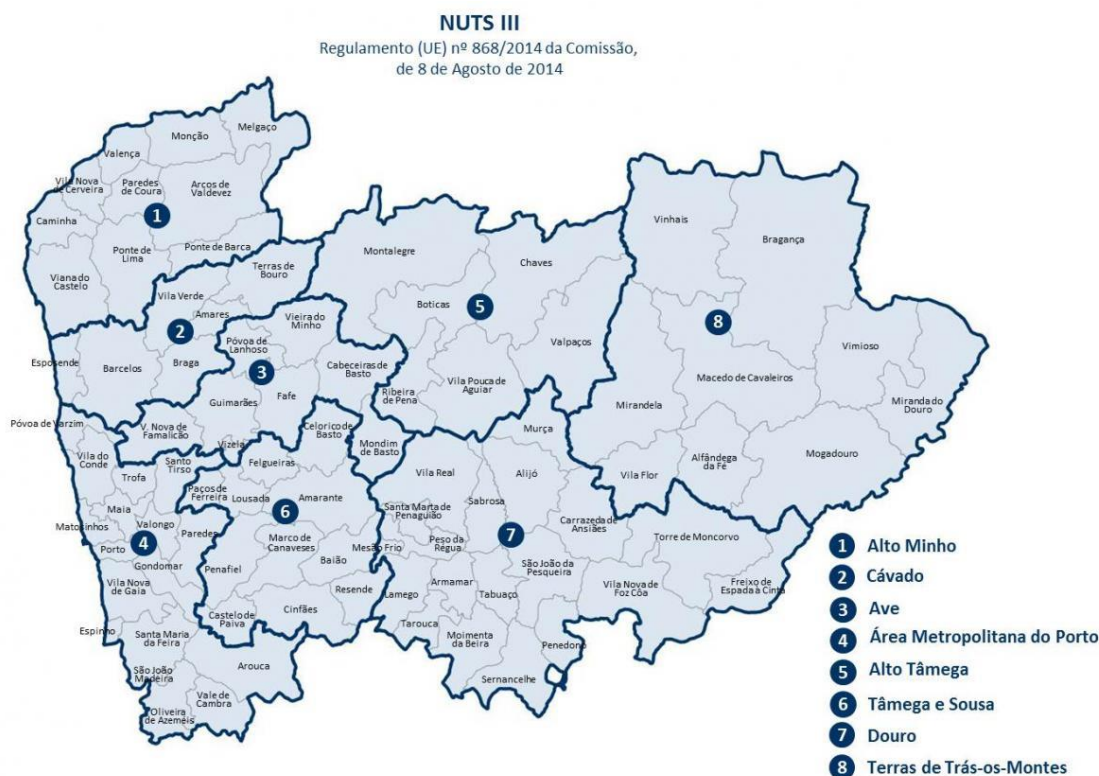 NUTS III
Regulamento (UE) nº 868/2014 da Comissão,
de 8 de Agosto de 2014
Melgaço
Monção
Valença
Vila Nova
de Cerveira
Paredes
de Coura
Arcos de
Valdevez
1
Caminha
Ponte de
Lima
Ponte de Barca
Viana do
Castelo
Terras de
Bouro
Vila Verde
Amares
2
Braga
Barcelos
Esposende
Vieira do
Minho
Póvoa de
Lanhoso
3
Cabeceiras de
Basto
Guimarães
Fafe
V. Nova de
Famalicão
Vizela
Mondim
de Basto
Montalegre
Chaves
Boticas
5
Valpaços
Vila Pouca de
Aguiar
Ribeira
de Pena
Vinhais
Bragança
8
Vimioso
Macedo de Cavaleiros
Miranda do
Douro
Mirandela
Alfândega
da Fé
Mogadouro
Vila Flor
Póvoa de Varzim
Vila do
Conde
Santo
Tirso
Trofa
Maia
Matosinhos
Valongo
Paredes
Porto
4
Gondomar
Vila Nova
de Gaia
Espinho
Santa Maria
da Feira
Arouca
São João
Madeira
Vale de
Cambra
Oliveira
de Azeméis
Celorico de
Basto
Felgueiras
Paços de
Ferreira
Lousada
Amarante
6
Marco de
Canaveses
Baião
Penafiel
Resende
Cinfães
Castelo de
Paiva
Murça
Vila Real
Alijó
Sabrosa
Santa Marta de
Penaguião
Carrazeda de
Ansiães
Peso da
Régua
7
Mesão Frio
Torre de Moncorvo
São João da
Pesqueira
Armamar
Lamego
Tabuaço
Vila Nova de
Foz Côa
Freixo de
Espada à Cinta
Tarouca
Moimenta
da Beira
Penedono
Sernancelhe
1 Alto Minho
2 Cávado
3 Ave
4 Área Metropolitana do Porto
5 Alto Tâmega
6 Tâmega e Sousa
7 Douro
8 Terras de Trás-os-Montes